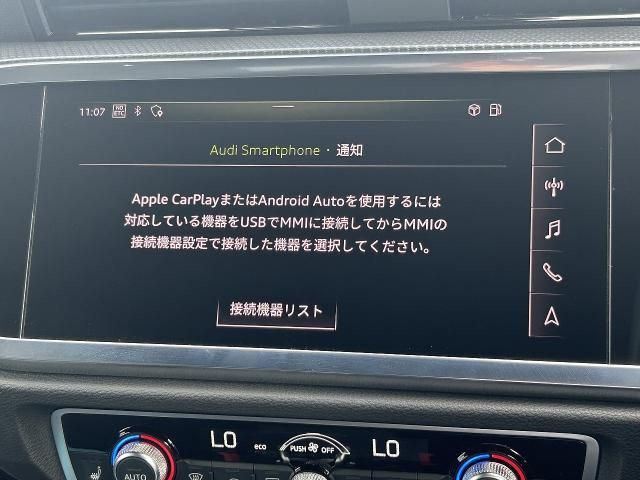 11:07 NO ETC
Audi Smartphone・通知
Apple CarPlayまたはAndroid Autoを使用するには
対応している機器をUSBでMMIに接続してからMMIの
接続機器設定で接続した機器を選択してください。
接続機器リスト
LO eco PUSH OFF LO
AUTO